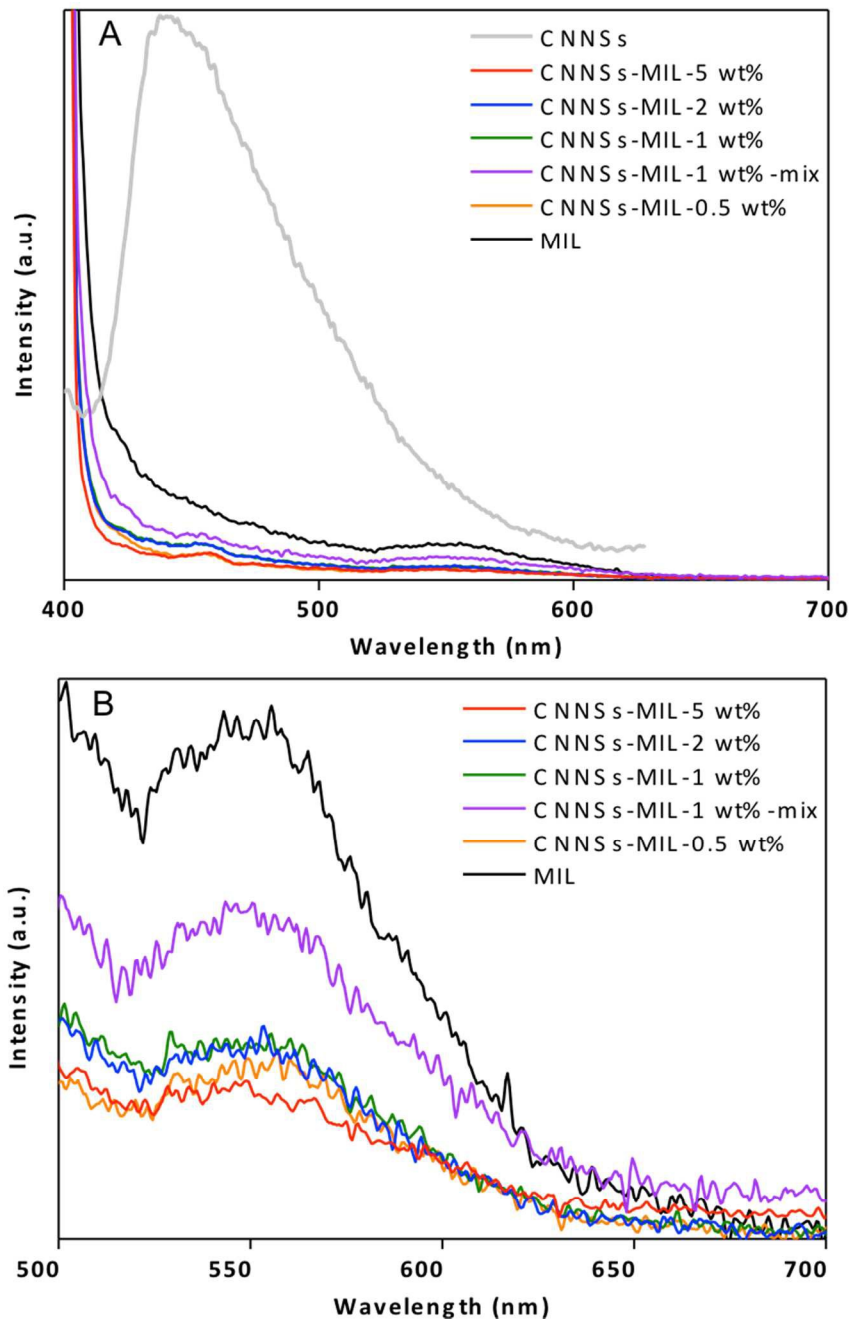 A
CNNSs
CNNSs-MIL-5 wt%
CNNSs-MIL-2 wt%
CNNSs-MIL-1 wt%
CNNSs-MIL-1 wt% -mix
CNNSs-MIL-0.5 wt%
MIL
Intensity (a.u.)
400 500 600 700
Wavelength (nm)
B
CNNSs-MIL-5 wt%
CNNSs-MIL-2 wt%
CNNSs-MIL-1 wt%
CNNSs-MIL-1 wt% -mix
CNNSs-MIL-0.5 wt%
MIL
Intensity (a.u.)
500 550 600 650 700
Wavelength (nm)